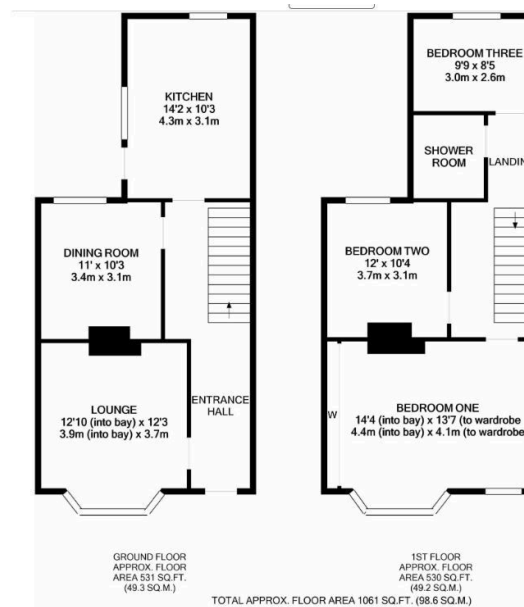 KITCHEN
14'2 x 10'3
4.3m x 3.1m
DINING ROOM
11' x 10'3
3.4m x 3.1m
LOUNGE
12'10 (into bay) x 12'3
3.9m (into bay) x 3.7m
ENTRANCE
HALL
GROUND FLOOR
APPROX. FLOOR
AREA 531 SQ.FT.
(49.3 SQ.M.)
BEDROOM THREE
9'9 x 8'5
3.0m x 2.6m
SHOWER
ROOM
LANDIN
BEDROOM TWO
12' x 10'4
3.7m x 3.1m
W
BEDROOM ONE
14'4 (into bay) x 13'7 (to wardrobe
4.4m (into bay) x 4.1m (to wardrobe
1ST FLOOR
APPROX. FLOOR
AREA 530 SQ.FT.
(49.2 SQ.M.)
TOTAL APPROX. FLOOR AREA 1061 SQ.FT. (98.6 SQ.M.)